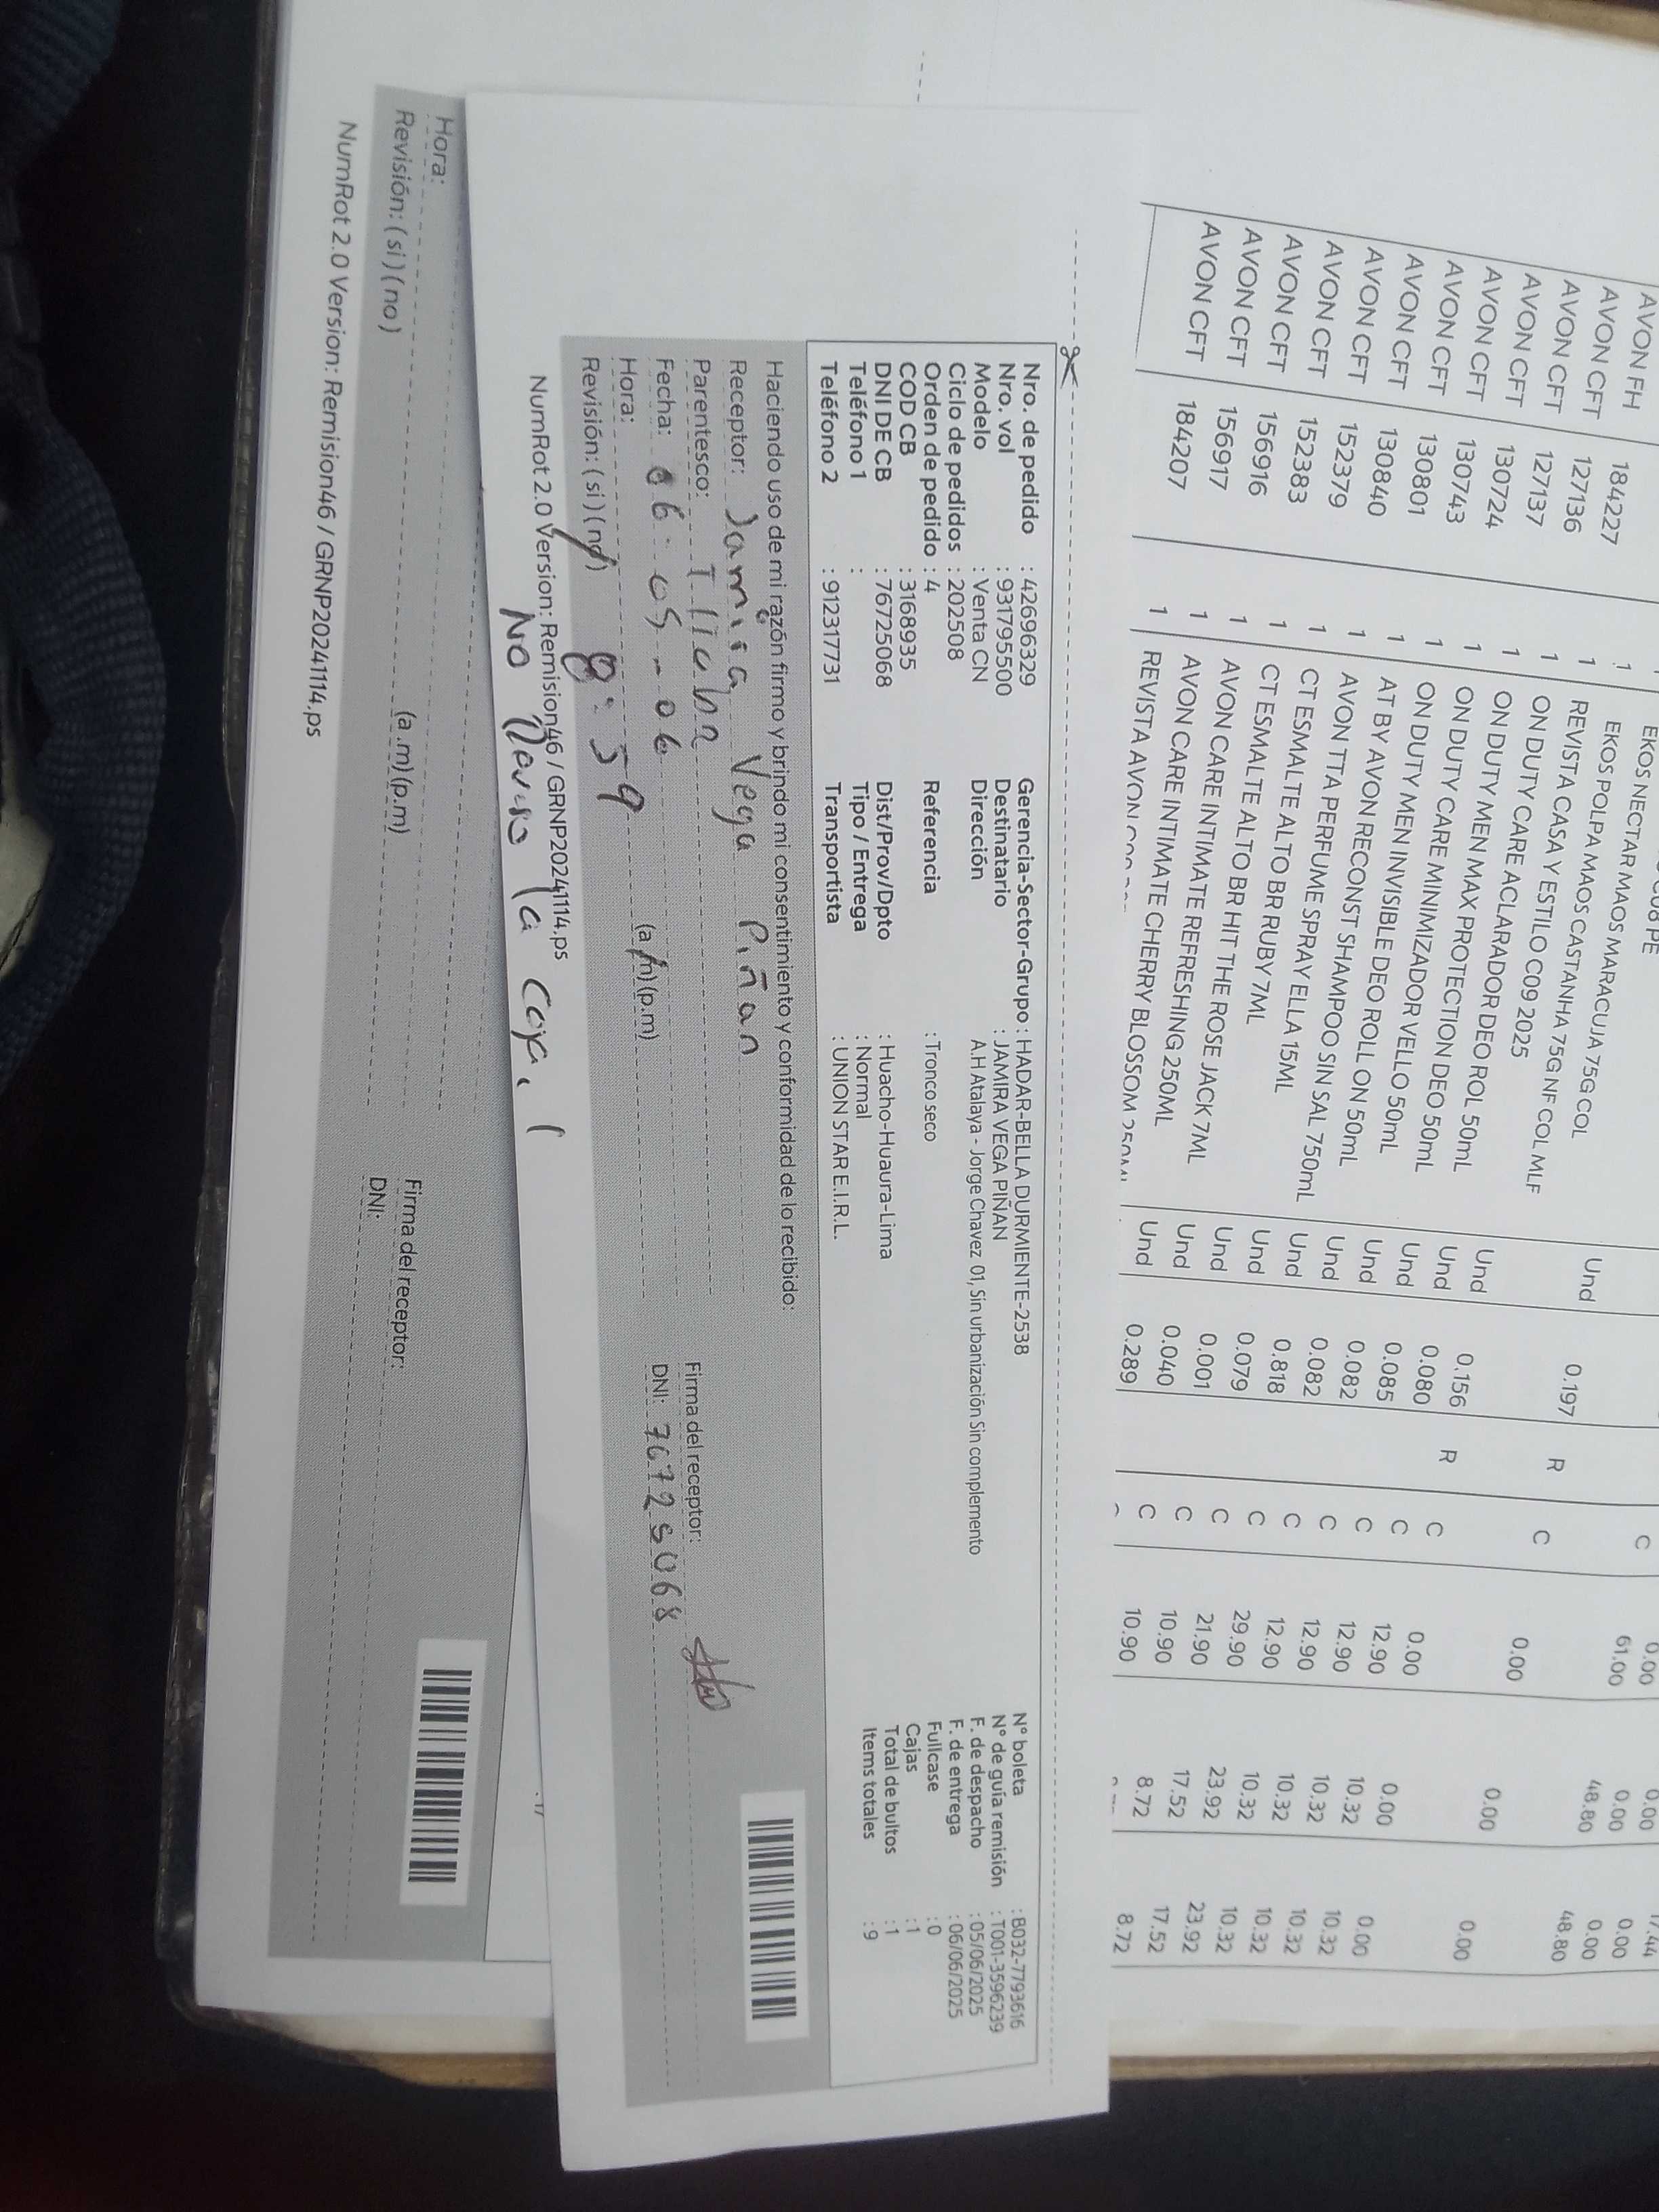 AVON FH
AVON CFT 184227 1 EKOS NECTAR MAOS MARACUJA 75G COL
AVON CFT 127136 1 EKOS POLPA MAOS CASTANHA 75G NF COL MLF
AVON CFT 127137 1 REVISTA CASA Y ESTILO C09 2025
AVON CFT 130724 1 ON DUTY CARE ACLARADOR DEO ROL 50mL
AVON CFT 130743 1 ON DUTY MEN MAX PROTECTION DEO 50mL
AVON CFT 130801 1 ON DUTY CARE MINIMIZADOR VELLO 50mL
AVON CFT 130840 1 ON DUTY MEN INVISIBLE DEO ROLL ON 50mL
AVON CFT 152379 1 AT BY AVON RECONST SHAMPOO SIN SAL 750mL
AVON CFT 152383 1 AVON TTA PERFUME SPRAY ELLA 15ML
AVON CFT 156916 1 CT ESMALTE ALTO BR RUBY 7ML
AVON CFT 156917 1 CT ESMALTE ALTO BR HIT THE ROSE JACK 7ML
184207 1 AVON CARE INTIMATE REFRESHING 250ML
1 AVON CARE INTIMATE CHERRY BLOSSOM 250ML
REVISTA AVON
Und 0.197 R C 0.00 0.00 0.00
Und 0.156 R C 0.00 0.00 0.00
Und 0.080 C 12.90 10.32 10.32
Und 0.085 C 12.90 10.32 10.32
Und 0.082 C 12.90 10.32 10.32
Und 0.082 C 12.90 10.32 10.32
Und 0.818 C 29.90 23.92 23.92
Und 0.079 C 21.90 17.52 17.52
Und 0.001 C 10.90 8.72 8.72
Und 0.040 C 10.90
Und 0.289
61.00 48.80 48.80
Nro. de pedido : 42696329 Gerencia-Sector-Grupo : HADAR-BELLA DURMIENTE-2538 N° boleta : B032-7793616
Nro. vol : 931795500 Destinatario : JAMIRA VEGA PIÑAN N° de guía remisión : T001-3596239
Modelo : Venta CN Dirección A.H Atalaya - Jorge Chavez 01, Sin urbanización Sin complemento F. de despacho : 05/06/2025
Ciclo de pedidos : 202508 F. de entrega : 06/06/2025
Orden de pedido : 4 Referencia : Tronco seco Fullcase : 0
COD CB : 3168935 Cajas : 1
DNI DE CB : 76725068 Dist/Prov/Dpto : Huacho-Huaura-Lima Total de bultos : 1
Teléfono 1 : Tipo / Entrega : Normal Items totales : 9
Teléfono 2 : 912317731 Transportista : UNION STAR E.I.R.L.
Haciendo uso de mi razón firmo y brindo mi consentimiento y conformidad de lo recibido:
Receptor: Jamira Vega Piñan
Parentesco: Titular Firma del receptor:
Fecha: 06-05-06 DNI: 76725068
Hora: 8:59 (a.m)(p.m)
Revisión: (si)(no)
NumRot 2.0 Version: Remision46 / GRNP20241114.ps
No Reviso la caja
Hora: (a.m)(p.m) Firma del receptor:
Revisión: (si)(no) DNI:
NumRot 2.0 Version: Remision46 / GRNP20241114.ps